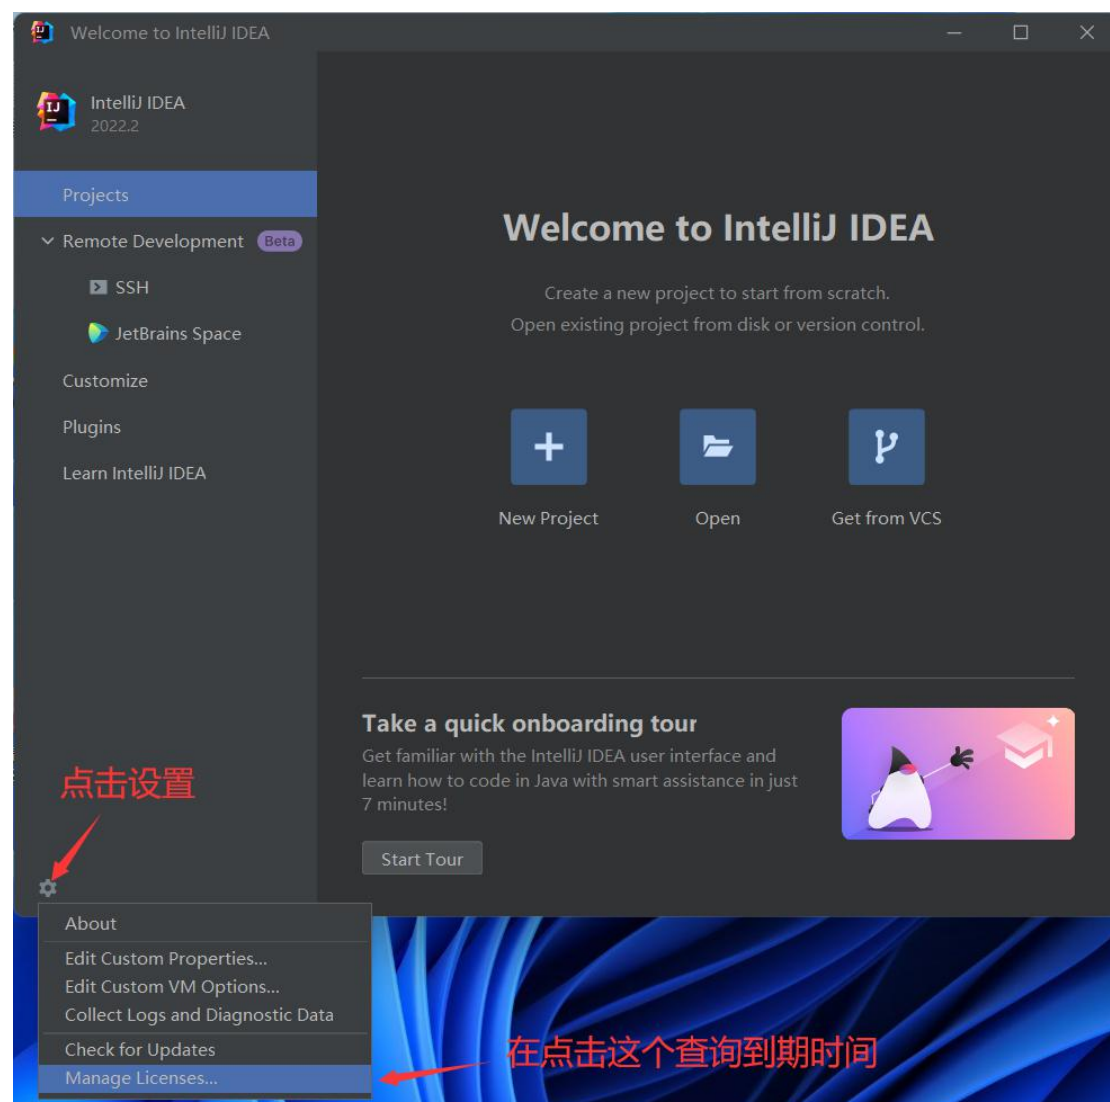 Welcome to IntelliJ IDEA
IntelliJ IDEA
2022.2
Projects
Remote Development Beta
SSH
JetBrains Space
Customize
Plugins
Learn IntelliJ IDEA
Welcome to IntelliJ IDEA
Create a new project to start from scratch.
Open existing project from disk or version control.
New Project
Open
Get from VCS
Take a quick onboarding tour
Get familiar with the IntelliJ IDEA user interface and
learn how to code in Java with smart assistance in just
7 minutes!
Start Tour
点击设置
About
Edit Custom Properties...
Edit Custom VM Options...
Collect Logs and Diagnostic Data
Check for Updates
Manage Licenses...
在点击这个查询到期时间